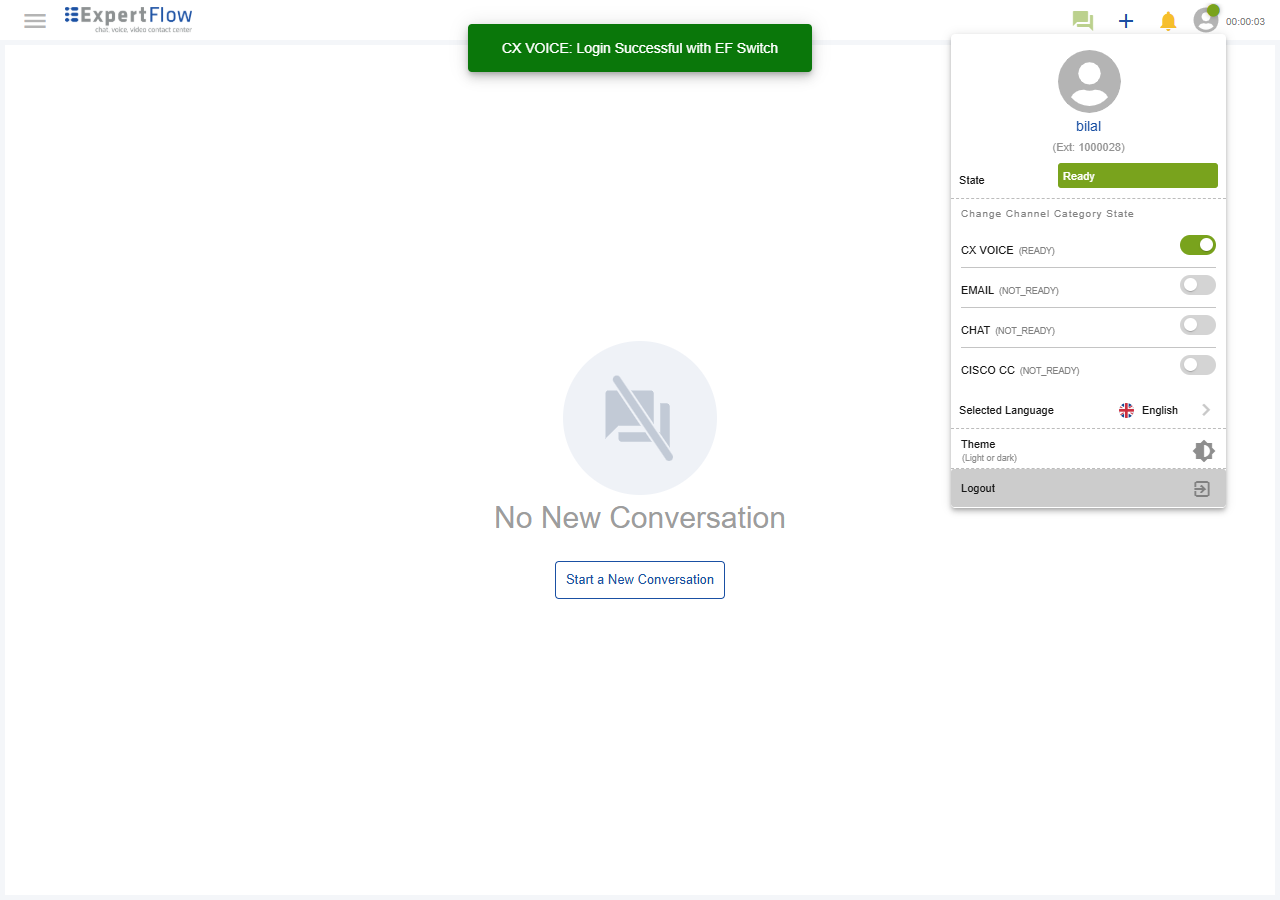 ExpertFlow
chat, voice, video contact center
CX VOICE: Login Successful with EF Switch
00:00:03
bilal
(Ext: 1000028)
State
Ready
Change Channel Category State
CX VOICE (READY)
EMAIL (NOT_READY)
CHAT (NOT_READY)
CISCO CC (NOT_READY)
Selected Language English
Theme
(Light or dark)
Logout
No New Conversation
Start a New Conversation